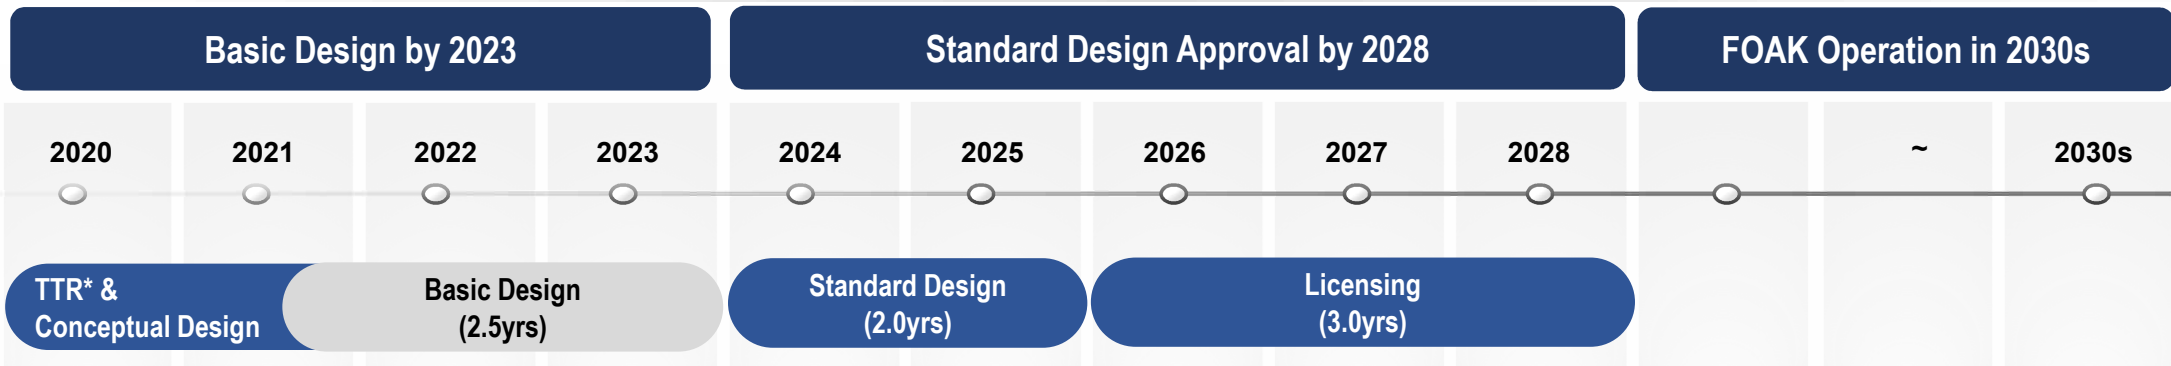 Basic Design by 2023
Standard Design Approval by 2028
FOAK Operation in 2030s
2020
2021
2022
2023
2024
2025
2026
2027
2028
~
2030s
TTR* &
Conceptual Design
Basic Design
(2.5yrs)
Standard Design
(2.0yrs)
Licensing
(3.0yrs)